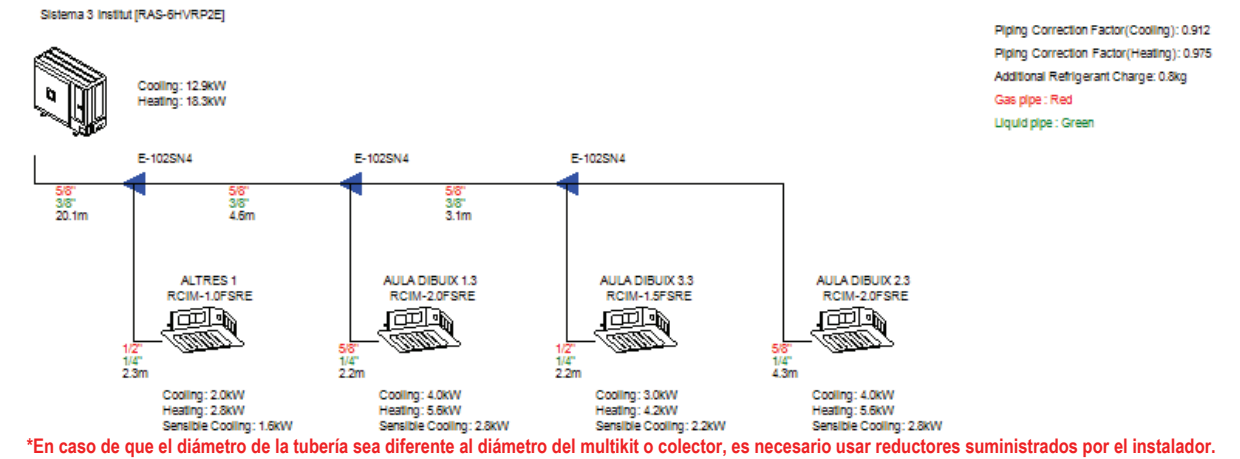 Sistema 3 Institut [RAS-6HVRP2E]
Piping Correction Factor(Cooling): 0.912
Piping Correction Factor(Heating): 0.975
Additional Refrigerant Charge: 0.8kg
Gas pipe : Red
Liquid pipe : Green
Cooling: 12.9kW
Heating: 18.3kW
E-102SN4
E-102SN4
E-102SN4
5/8"
3/8"
20.1m
5/8"
3/8"
4.6m
5/8"
3/8"
3.1m
ALTRES 1
RCIM-1.0FSRE
1/2"
1/4"
2.3m
Cooling: 2.0kW
Heating: 2.8kW
Sensible Cooling: 1.6kW
AULA DIBUIX 1.3
RCIM-2.0FSRE
5/8"
1/4"
2.2m
Cooling: 4.0kW
Heating: 5.6kW
Sensible Cooling: 2.8kW
AULA DIBUIX 3.3
RCIM-1.5FSRE
1/2"
1/4"
2.2m
Cooling: 3.0kW
Heating: 4.2kW
Sensible Cooling: 2.2kW
AULA DIBUIX 2.3
RCIM-2.0FSRE
5/8"
1/4"
4.3m
Cooling: 4.0kW
Heating: 5.6kW
Sensible Cooling: 2.8kW
*En caso de que el diámetro de la tubería sea diferente al diámetro del multikit o colector, es necesario usar reductores suministrados por el instalador.